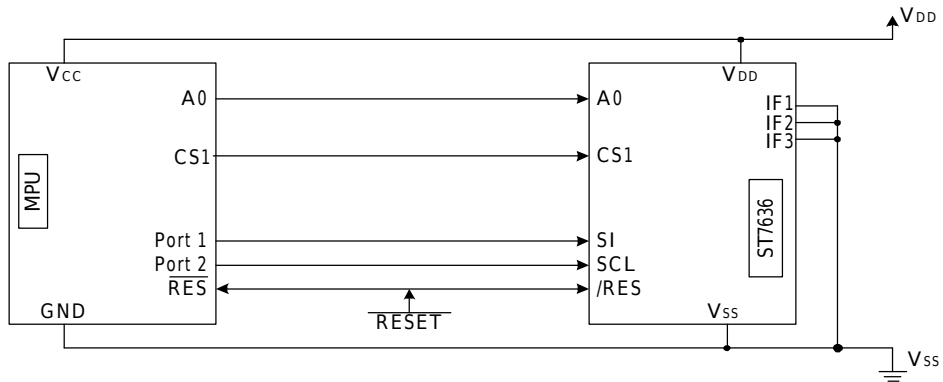 VDD
VCC
VDD
A0
A0
IF1
IF2
IF3
CS1
CS1
MPU
ST7636
Port 1
SI
Port 2
SCL
RES
/RES
GND
RESET
VSS
VSS